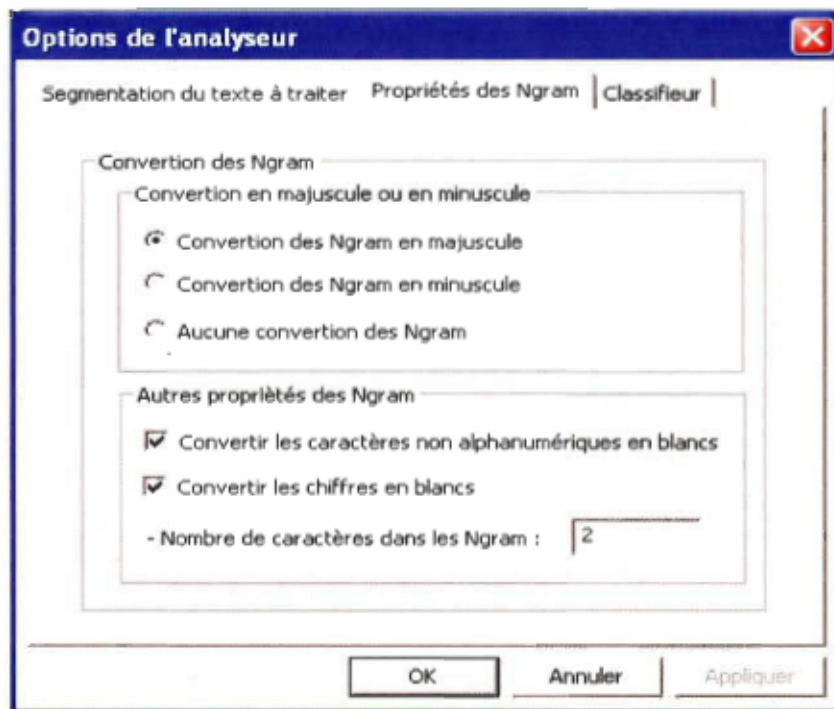 Options de l'analyseur
Segmentation du texte à traiter Propriétés des Ngram Classifieur
Convertion des Ngram
Convertion en majuscule ou en minuscule
Convertion des Ngram en majuscule
Convertion des Ngram en minuscule
Aucune convertion des Ngram
Autres propriètés des Ngram
Convertir les caractères non alphanumériques en blancs
Convertir les chiffres en blancs
- Nombre de caractères dans les Ngram : 2
OK Annuler Appliquer